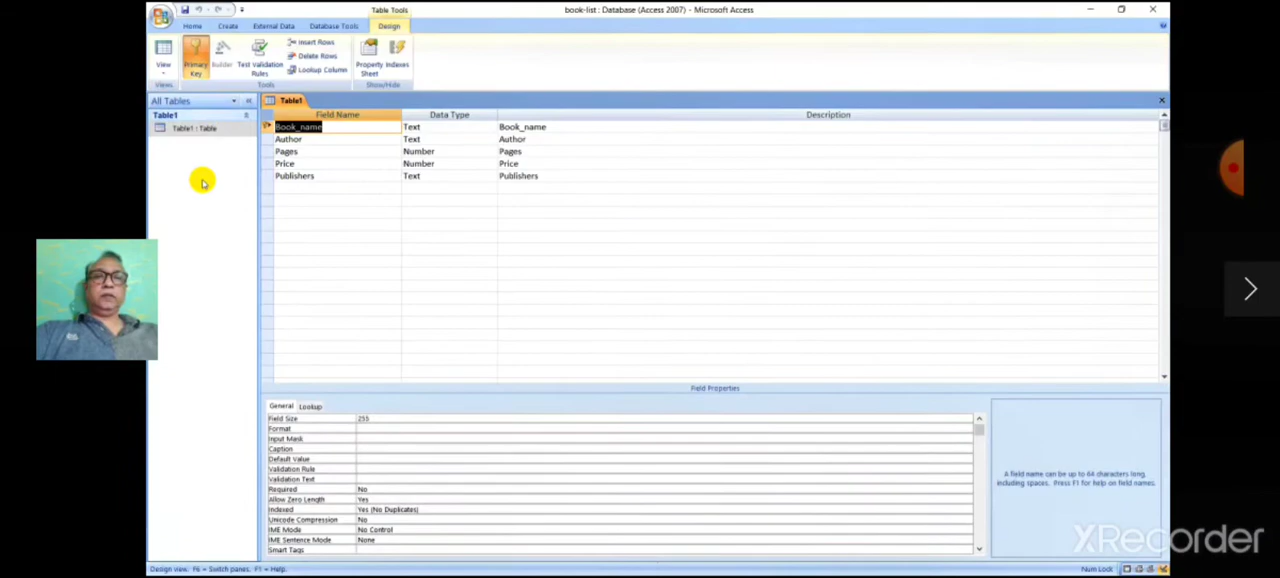 Table Tools
book-list : Database (Access 2007) - Microsoft Access
Home Create External Data Database Tools Design
View
Primary Key
Builder
Test Validation Rules
Insert Rows
Delete Rows
Lookup Column
Property Sheet
Indexes
Views Tools Show/Hide
All Tables
Table1
Table1 : Table
Table1
Field Name Data Type Description
Book_name Text Book_name
Author Text Author
Pages Number Pages
Price Number Price
Publishers Text Publishers
Field Properties
General Lookup
Field Size 255
Format
Input Mask
Caption
Default Value
Validation Rule
Validation Text
Required No
Allow Zero Length Yes
Indexed Yes (No Duplicates)
Unicode Compression No
IME Mode No Control
IME Sentence Mode None
Smart Tags
A field name can be up to 64 characters long,
including spaces. Press F1 for help on field names.
Design view. F6 = Switch panes. F1 = Help.
Num Lock
XRecorder